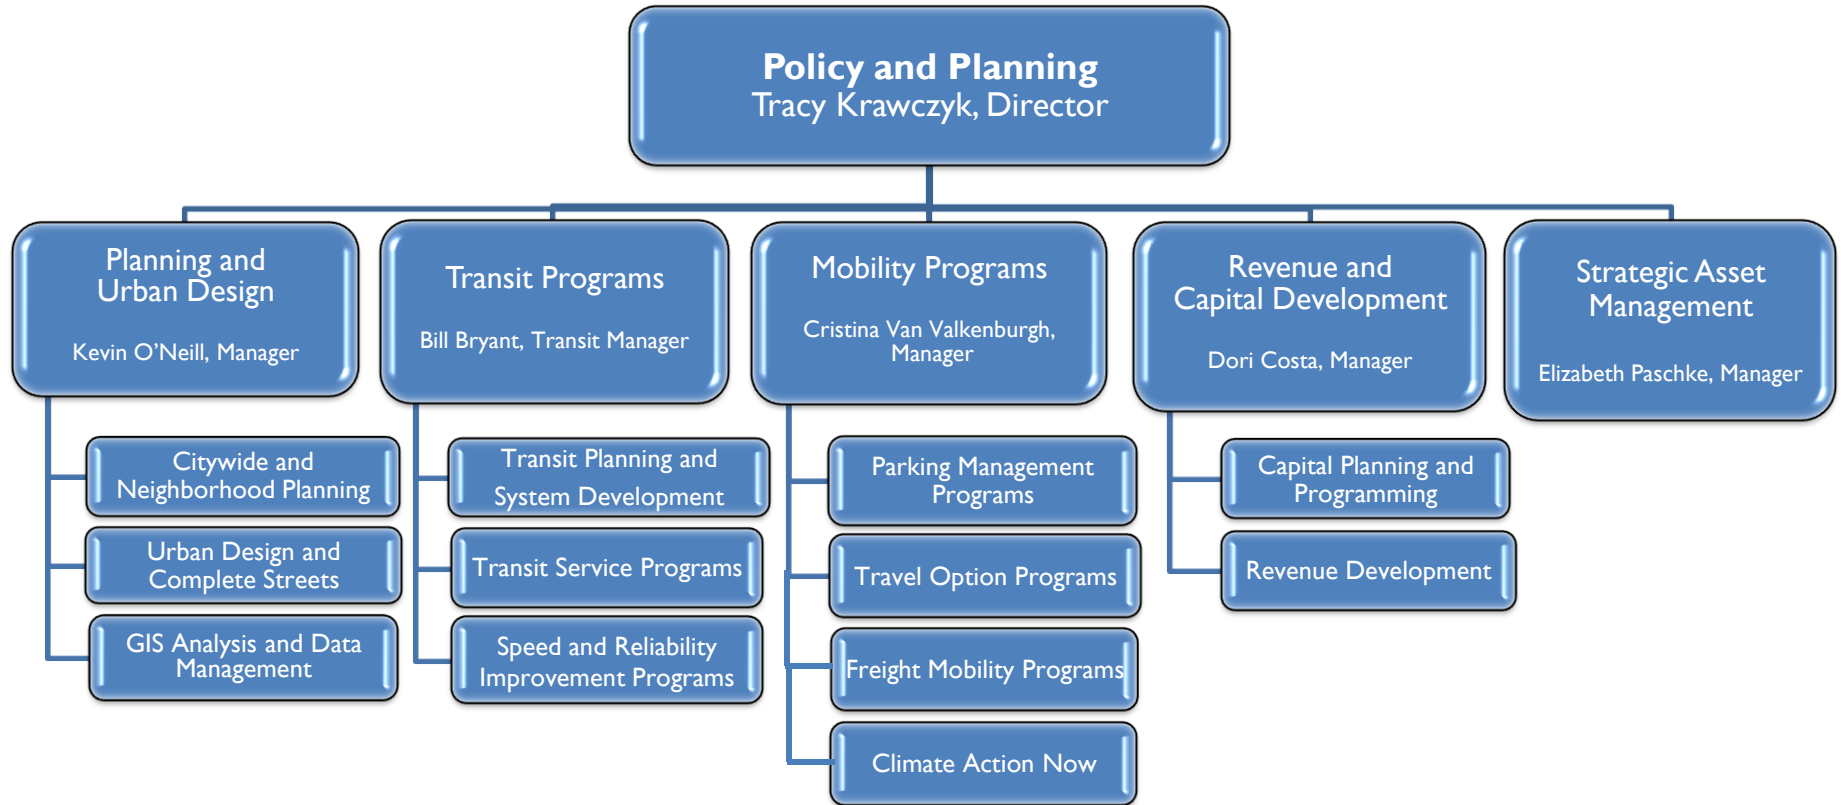 Policy and Planning
Tracy Krawczyk, Director
Planning and
Urban Design
Kevin O'Neill, Manager
Transit Programs
Bill Bryant, Transit Manager
Mobility Programs
Cristina Van Valkenburgh,
Manager
Revenue and
Capital Development
Dori Costa, Manager
Strategic Asset
Management
Elizabeth Paschke, Manager
Citywide and
Neighborhood Planning
Urban Design and
Complete Streets
GIS Analysis and Data
Management
Transit Planning and
System Development
Transit Service Programs
Speed and Reliability
Improvement Programs
Parking Management
Programs
Travel Option Programs
Freight Mobility Programs
Climate Action Now
Capital Planning and
Programming
Revenue Development